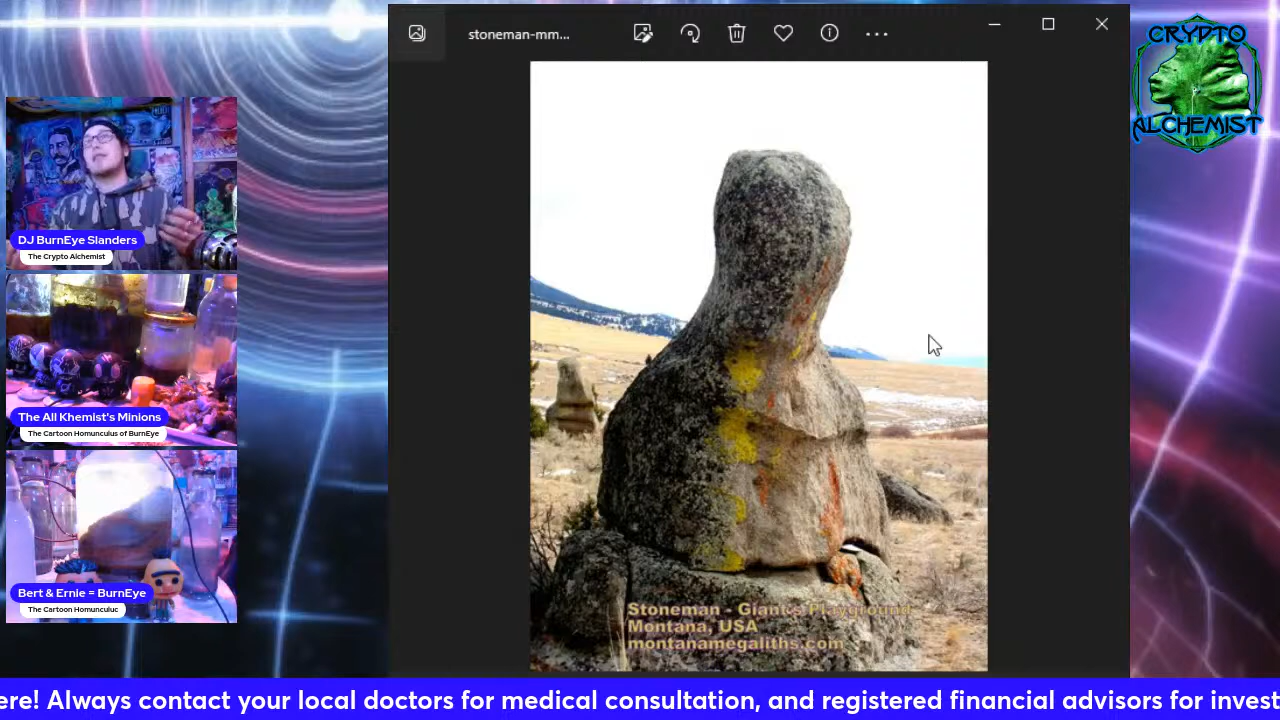 stoneman-mm...
CRYPTO
ALCHEMIST
DJ BurnEye Slanders
The Crypto Alchemist
The All Khemist's Minions
The Cartoon Homunculus of BurnEye
Bert & Ernie = BurnEye
The Cartoon Homunculuc
Stoneman - Giant's Playground
Montana, USA
montanamegaliths.com
ere! Always contact your local doctors for medical consultation, and registered financial advisors for invest